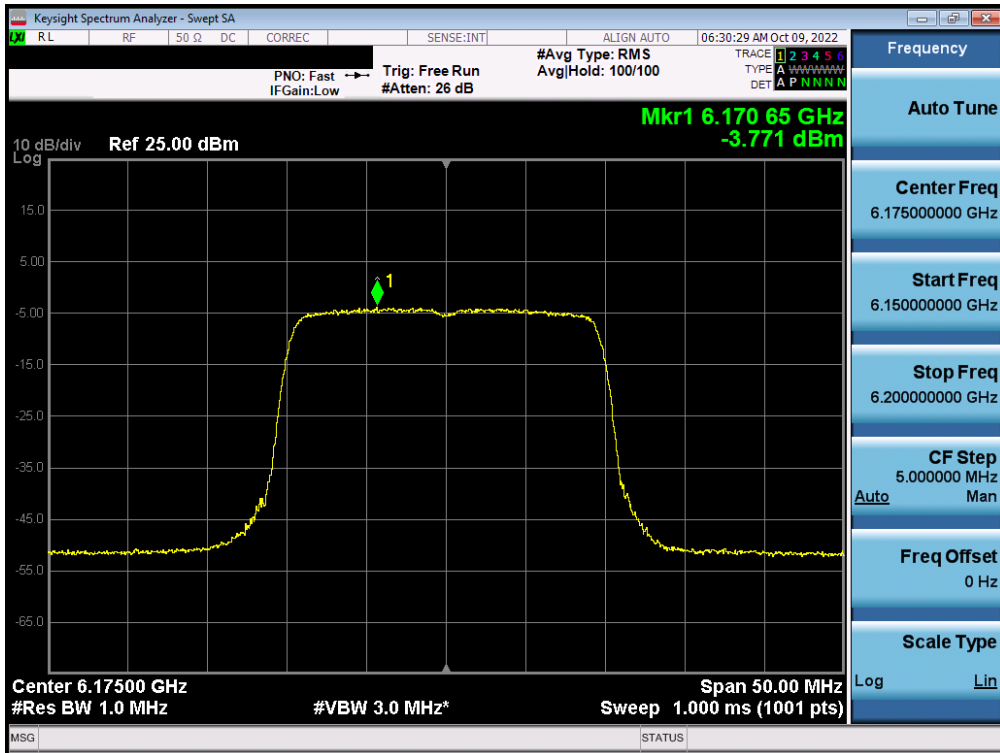 Keysight Spectrum Analyzer - Swept SA
LXI RL RF 50 Ω DC CORREC SENSE:INT ALIGN AUTO 06:30:29 AM Oct 09, 2022
PNO: Fast
IFGain:Low
Trig: Free Run
#Atten: 26 dB
#Avg Type: RMS
Avg|Hold: 100/100
TRACE 1 2 3 4 5 6
TYPE A WWWWW
DET A P N N N N
Mkr1 6.170 65 GHz
-3.771 dBm
10 dB/div Ref 25.00 dBm
Log
15.0
5.00
1
-5.00
-15.0
-25.0
-35.0
-45.0
-55.0
-65.0
Center 6.17500 GHz Span 50.00 MHz
#Res BW 1.0 MHz #VBW 3.0 MHz* Sweep 1.000 ms (1001 pts)
MSG STATUS
Frequency
Auto Tune
Center Freq
6.175000000 GHz
Start Freq
6.150000000 GHz
Stop Freq
6.200000000 GHz
CF Step
5.000000 MHz
Auto Man
Freq Offset
0 Hz
Scale Type
Log Lin